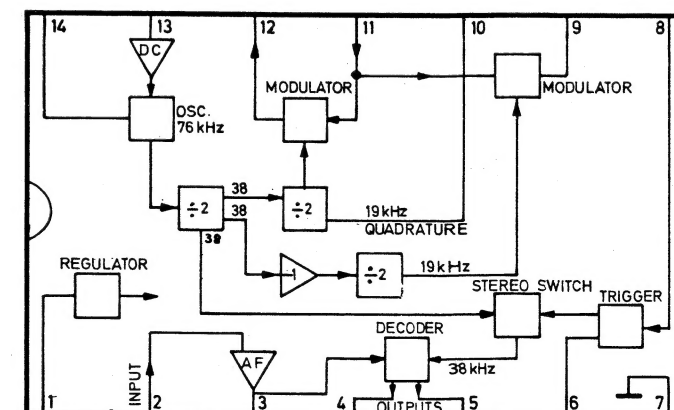 14 13 12 11 10 9 8
DC
MODULATOR
MODULATOR
OSC.
76 kHz
÷2
38
38
38
÷2
19 kHz
QUADRATURE
-1
÷2
19 kHz
REGULATOR
STEREO SWITCH
TRIGGER
DECODER
AF
38 kHz
INPUT
OUTPUTS
1 2 3 4 5 6 7